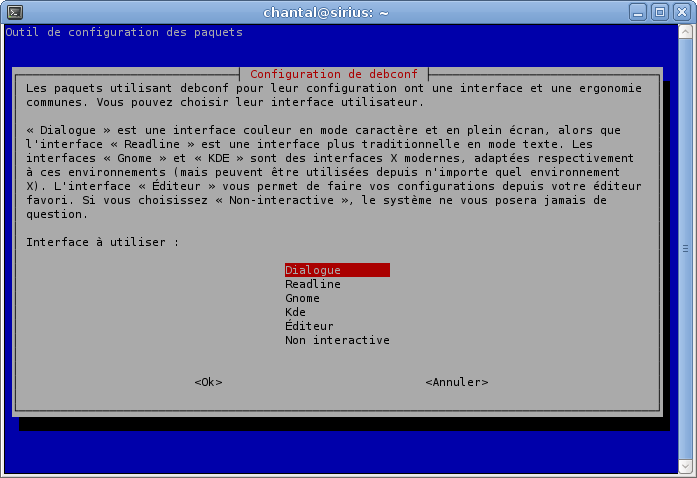 chantal@sirius: ~
Outil de configuration des paquets
Configuration de debconf
Les paquets utilisant debconf pour leur configuration ont une interface et une ergonomie
communes. Vous pouvez choisir leur interface utilisateur.
« Dialogue » est une interface couleur en mode caractère et en plein écran, alors que
l'interface « Readline » est une interface plus traditionnelle en mode texte. Les
interfaces « Gnome » et « KDE » sont des interfaces X modernes, adaptées respectivement
à ces environnements (mais peuvent être utilisées depuis n'importe quel environnement
X). L'interface « Éditeur » vous permet de faire vos configurations depuis votre éditeur
favori. Si vous choisissez « Non-interactive », le système ne vous posera jamais de
question.
Interface à utiliser :
Dialogue
Readline
Gnome
Kde
Éditeur
Non interactive
<Ok> <Annuler>